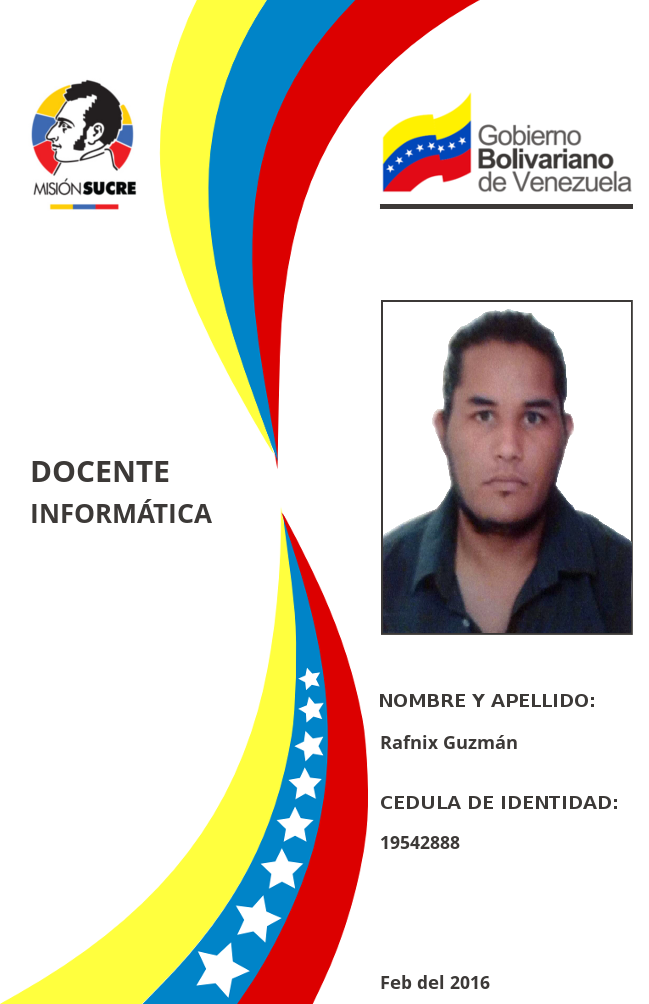 MISIÓN SUCRE
Gobierno
Bolivariano
de Venezuela
DOCENTE
INFORMÁTICA
NOMBRE Y APELLIDO:
Rafnix Guzmán
CEDULA DE IDENTIDAD:
19542888
Feb del 2016